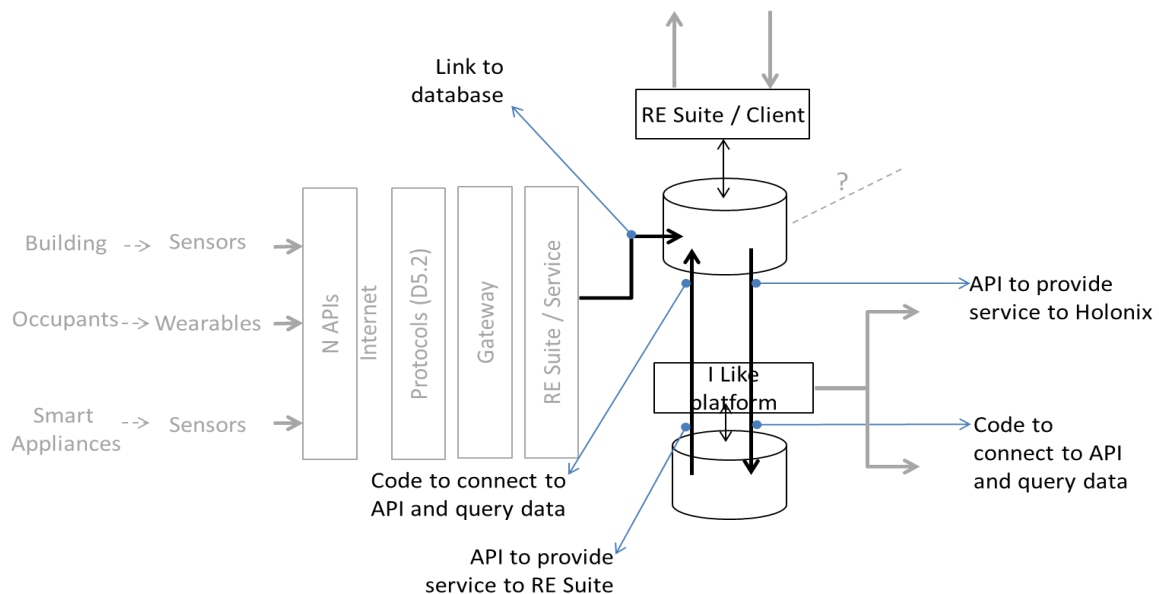 Link to
database
RE Suite / Client
?
Building
Sensors
Occupants
Wearables
Smart
Appliances
Sensors
N APIs
Internet
Protocols (D5.2)
Gateway
RE Suite / Service
API to provide
service to Holonix
I Like
platform
Code to
connect to API
and query data
Code to connect to
API and query data
API to provide
service to RE Suite